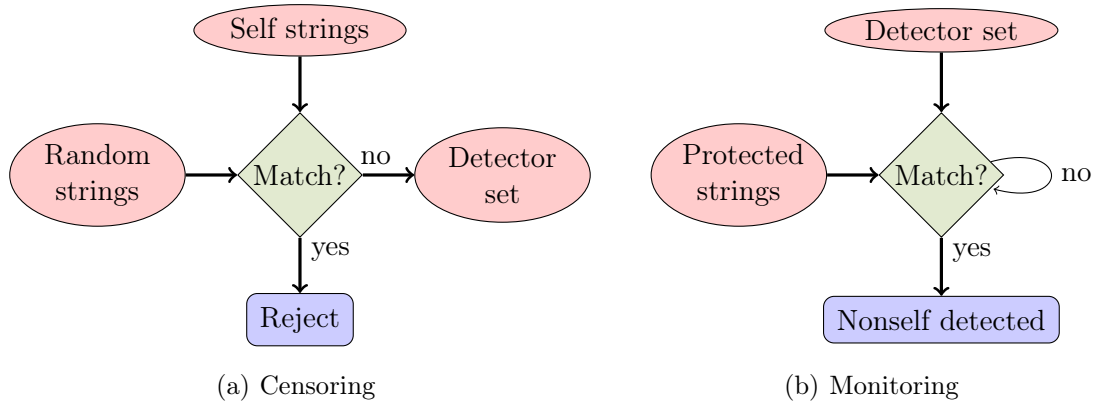 Self strings
Random
strings
Match?
no
Detector
set
yes
Reject
(a) Censoring
Detector set
Protected
strings
Match?
no
yes
Nonself detected
(b) Monitoring